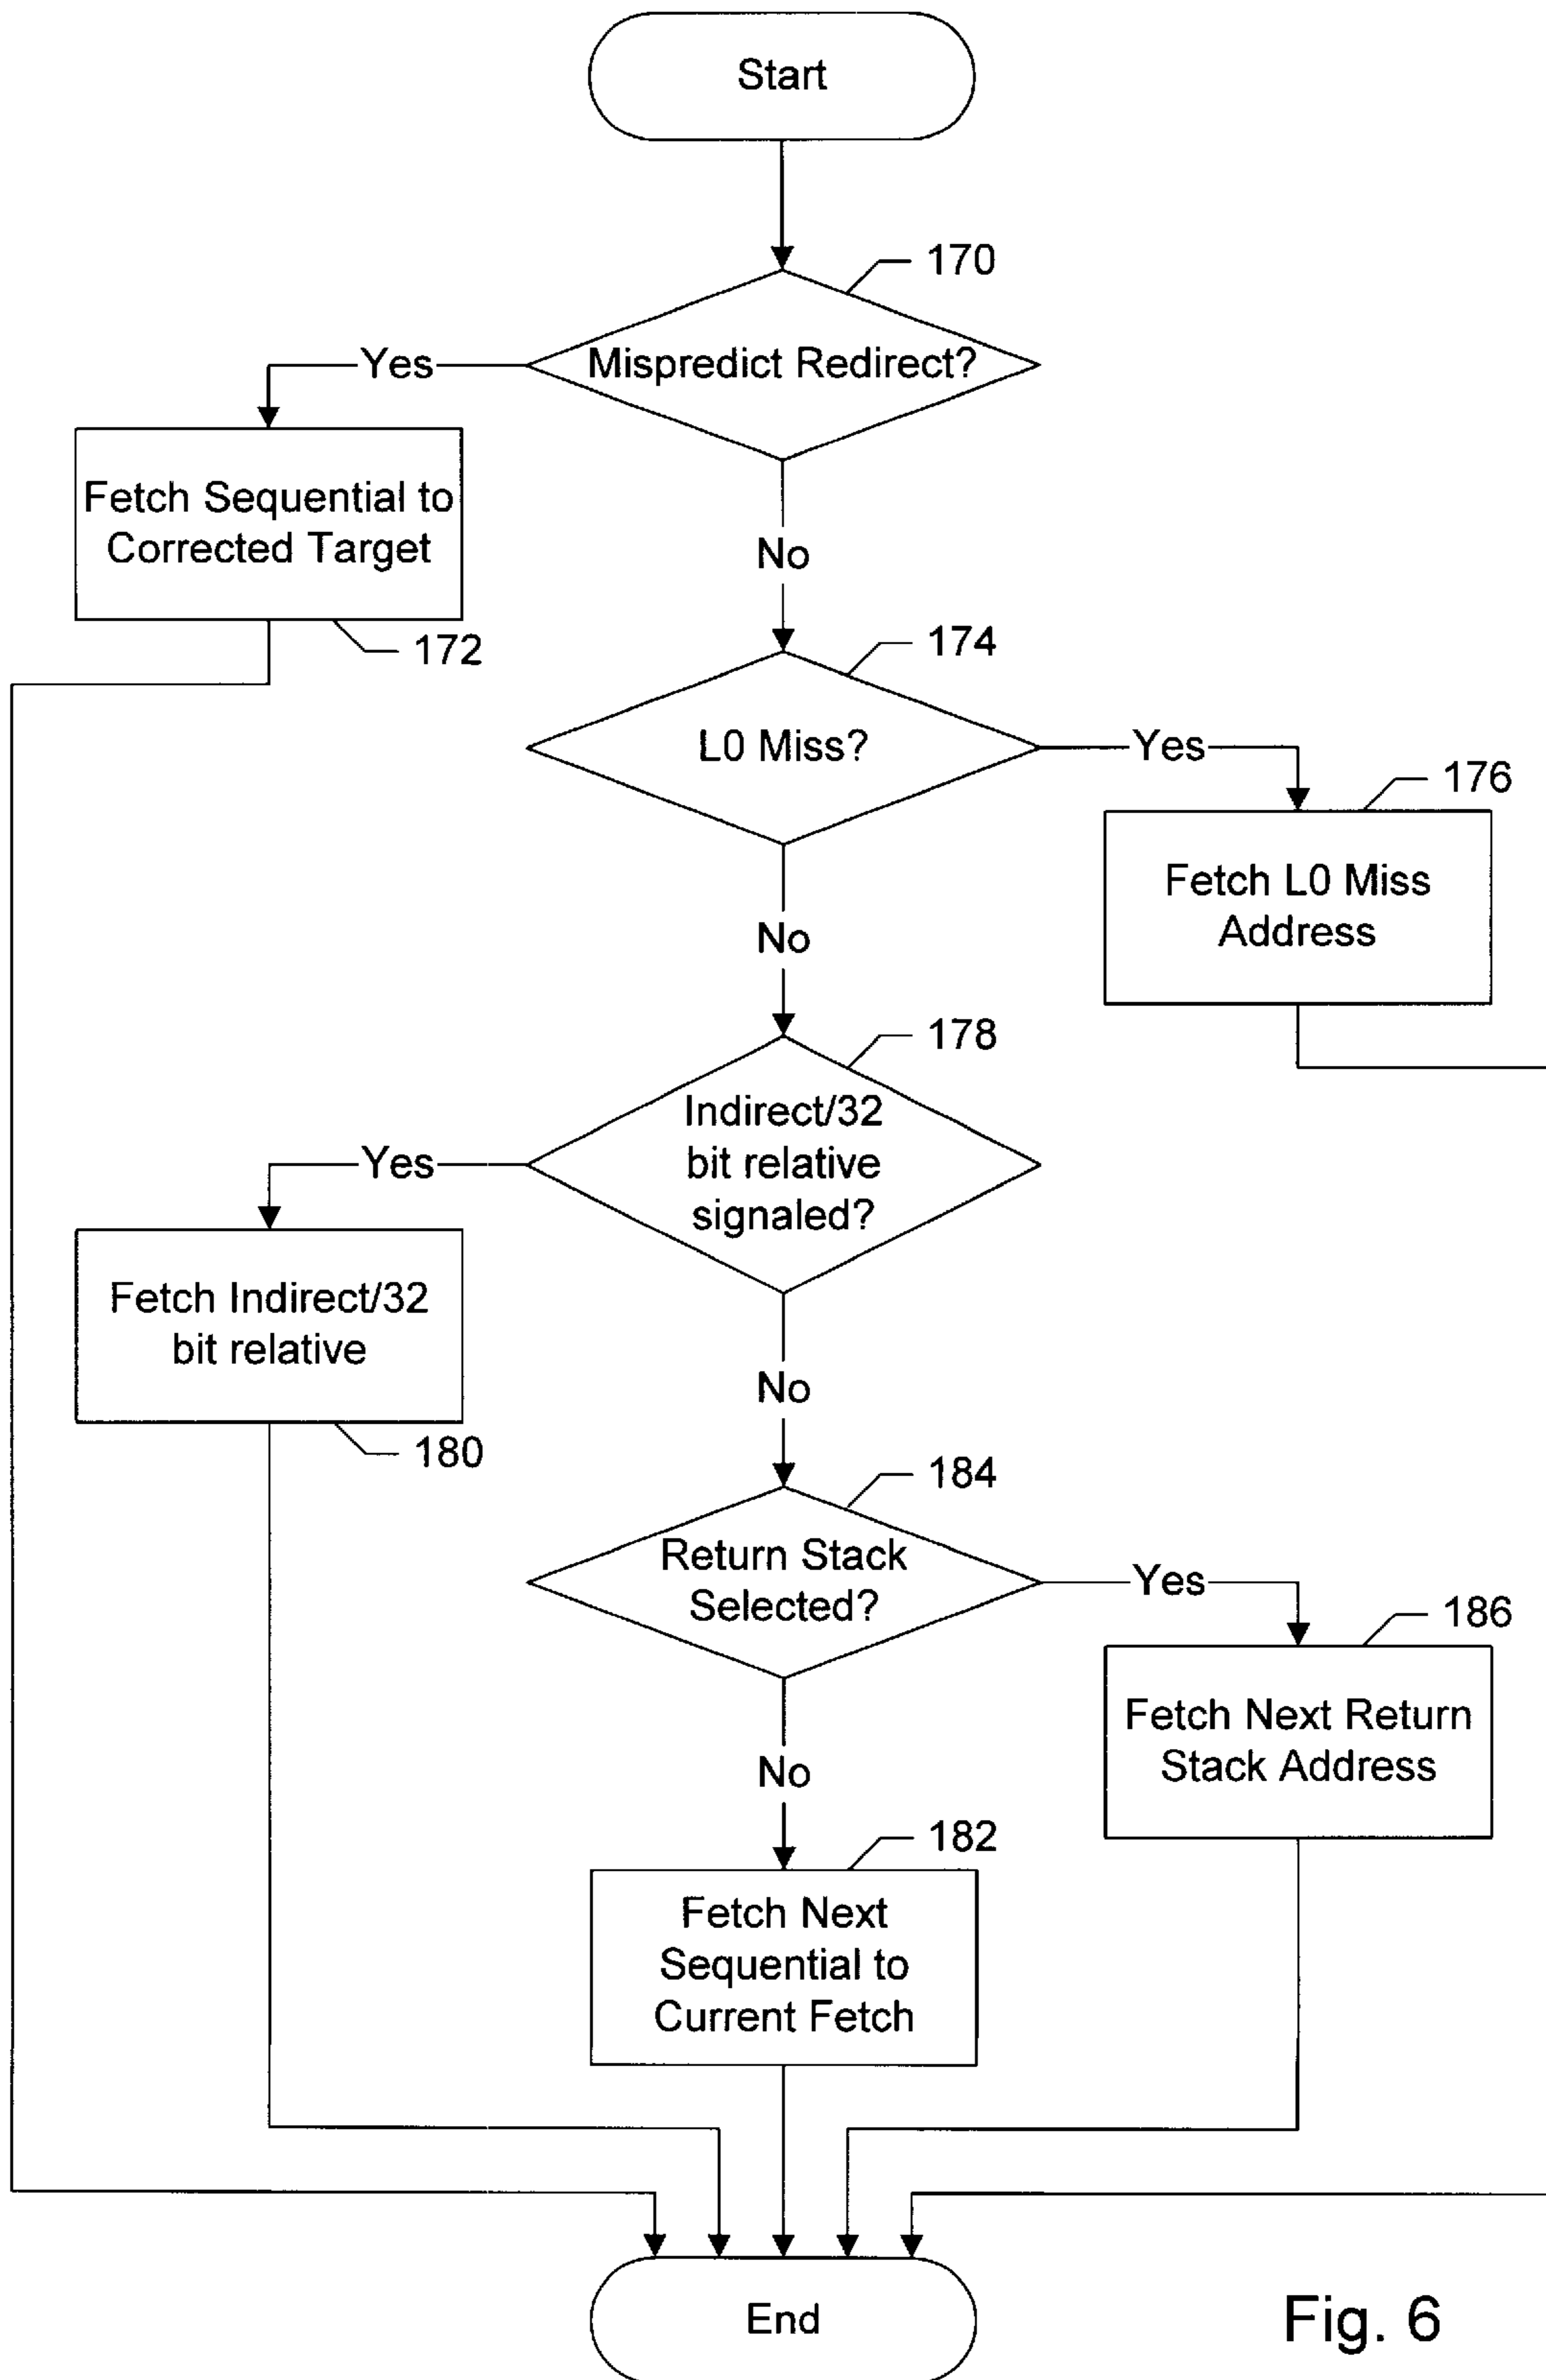 Start
170
Mispredict Redirect?
Yes
Fetch Sequential to
Corrected Target
172
No
174
L0 Miss?
Yes
176
Fetch L0 Miss
Address
No
178
Indirect/32
bit relative
signaled?
Yes
Fetch Indirect/32
bit relative
180
No
184
Return Stack
Selected?
Yes
186
Fetch Next Return
Stack Address
No
182
Fetch Next
Sequential to
Current Fetch
End
Fig. 6